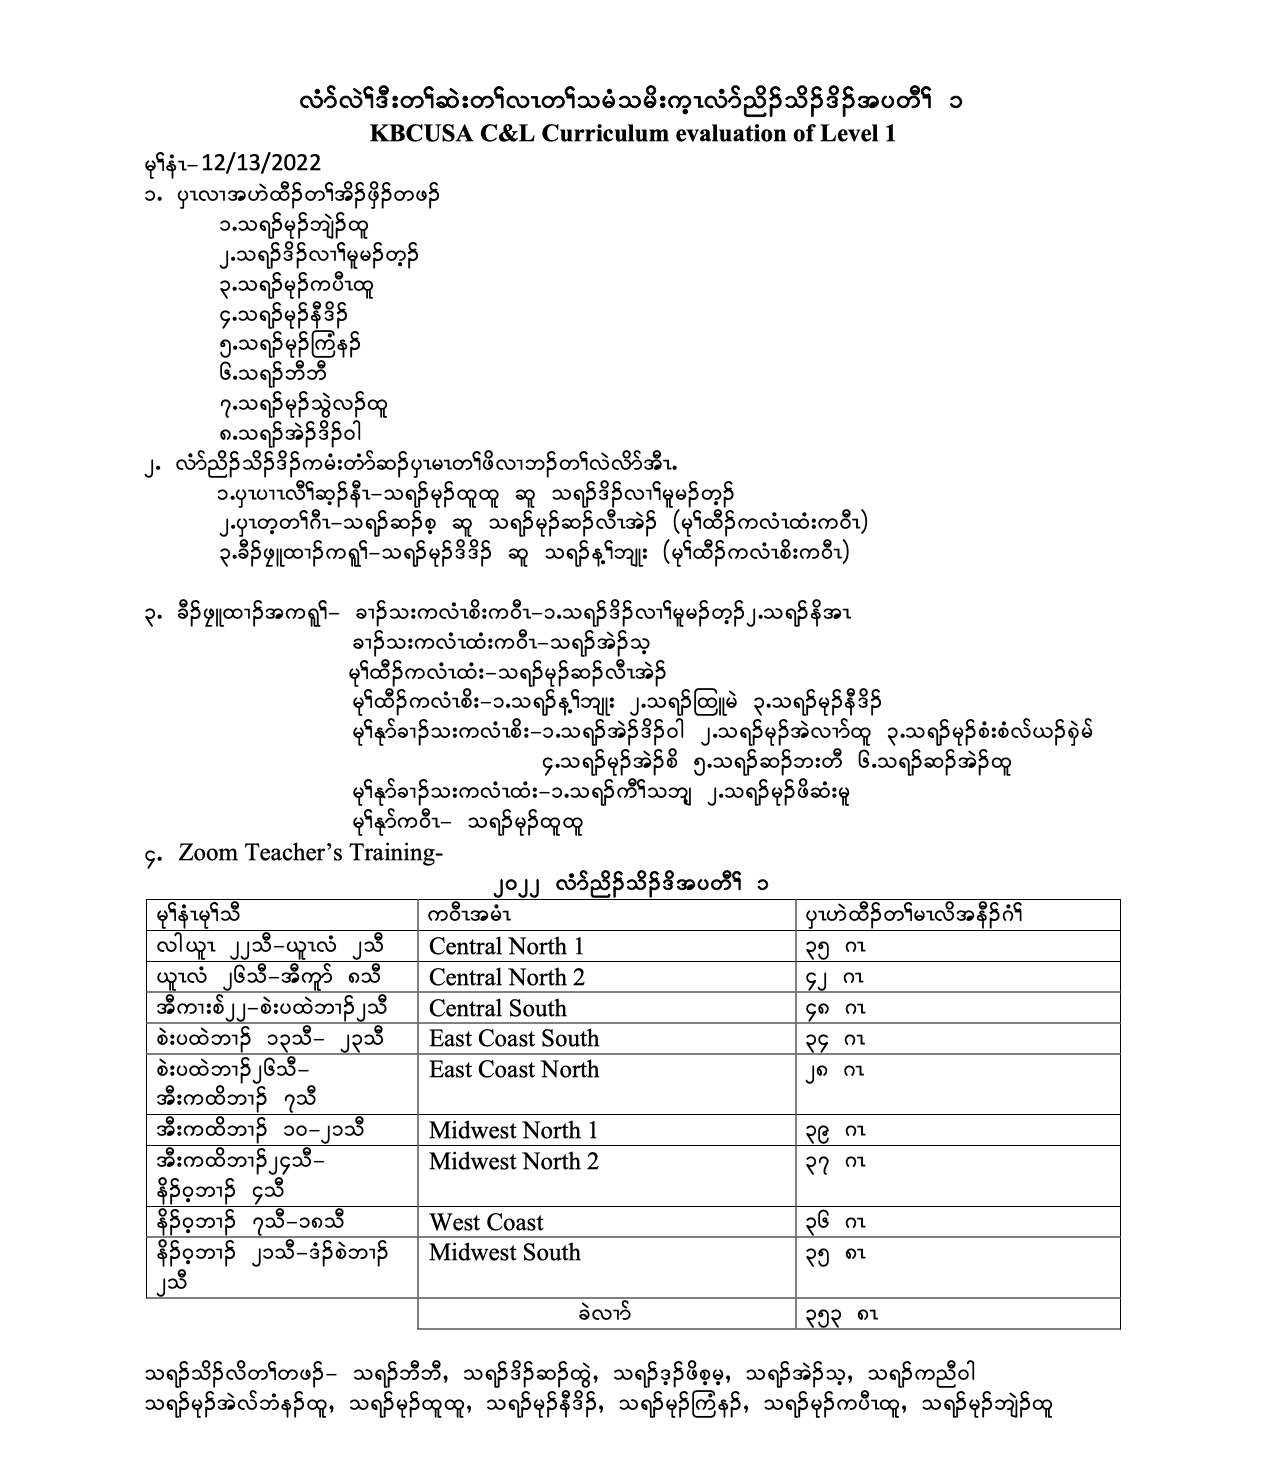 လံာ်လဲၢ်ဒီးတၢ်ဆဲးတၢ်လၤတၢ်သမံသမိးက့ၤလံာ်ညိၣ်သိၣ်ဒိၣ်အပတီၢ် ၁
KBCUSA C&L Curriculum evaluation of Level 1
မုၢ်နံၤ–12/13/2022
၁. ပှၤလၢအဟဲထီၣ်တၢ်အိၣ်ဖှိၣ်တဖၣ်
၁.သရၣ်မုၣ်ဘျဲၣ်ထူ
၂.သရၣ်ဒိၣ်လၢၢ်မူမၣ်တ့ၣ်
၃.သရၣ်မုၣ်ကပီၤထူ
၄.သရၣ်မုၣ်နီဒိၣ်
၅.သရၣ်မုၣ်ကြံနၣ်
၆.သရၣ်ဘီဘီ
၇.သရၣ်မုၣ်သွဲလၣ်ထူ
၈.သရၣ်အဲၣ်ဒိၣ်ဝါ
၂. လံာ်ညိၣ်သိၣ်ဒိၣ်ကမံးတံာ်ဆၣ်ပှၤမၤတၢ်ဖိလၢဘၣ်တၢ်လဲလိာ်အီၤ.
၁.ပှၤပၢၤလီၢ်ဆ့ၣ်နီၤ–သရၣ်မုၣ်ထူထူ ဆူ သရၣ်ဒိၣ်လၢၢ်မူမၣ်တ့ၣ်
၂.ပှၤတ့တၢ်ဂီၤ–သရၣ်ဆၣ်စ့ ဆူ သရၣ်မုၣ်ဆၣ်လီၤအဲၣ် (မုၢ်ထီၣ်ကလံၤထံးကဝီၤ)
၃.ခီၣ်ဖၠူထၢၣ်ကရူၢ်–သရၣ်မုၣ်ဒိဒိၣ် ဆူ သရၣ်န့ၢ်ဘျုး (မုၢ်ထီၣ်ကလံၤစိးကဝီၤ)
၃. ခီၣ်ဖၠူထၢၣ်အကရူၢ်– ခၢၣ်သးကလံၤစိးကဝီၤ–၁.သရၣ်ဒိၣ်လၢၢ်မူမၣ်တ့ၣ်၂.သရၣ်နိအၤ
ခၢၣ်သးကလံၤထံးကဝီၤ–သရၣ်အဲၣ်သ့
မုၢ်ထီၣ်ကလံၤထံး–သရၣ်မုၣ်ဆၣ်လီၤအဲၣ်
မုၢ်ထီၣ်ကလံၤစိး–၁.သရၣ်န့ၢ်ဘျုး ၂.သရၣ်ထြူမဲ ၃.သရၣ်မုၣ်နီဒိၣ်
မုၢ်နုာ်ခၢၣ်သးကလံၤစိး–၁.သရၣ်အဲၣ်ဒိၣ်ဝါ ၂.သရၣ်မုၣ်အဲလၢာ်ထူ ၃.သရၣ်မုၣ်စံးစံလ်ယၣ်စှဲမ်
၄.သရၣ်မုၣ်အဲၣ်စိ ၅.သရၣ်ဆၣ်ဘးတီ ၆.သရၣ်ဆၣ်အဲၣ်ထူ
မုၢ်နုာ်ခၢၣ်သးကလံၤထံး–၁.သရၣ်ကီၢ်သဘျ ၂.သရၣ်မုၣ်ဖိဆံးမူ
မုၢ်နုာ်ကဝီၤ– သရၣ်မုၣ်ထူထူ
၄. Zoom Teacher’s Training-
၂၀၂၂ လံာ်ညိၣ်သိၣ်ဒိအပတီၢ် ၁
မုၢ်နံၤမုၢ်သီ ကဝီၤအမံၤ ပှၤဟဲထီၣ်တၢ်မၤလိအနီၣ်ဂံၢ်
လါယူၤ ၂၂သီ–ယူၤလံ ၂သီ Central North 1 ၃၅ ဂၤ
ယူၤလံ ၂၆သီ–အီကူာ် ၈သီ Central North 2 ၄၂ ဂၤ
အီကၢးစ်၂၂–စဲးပထဲဘၢၣ်၂သီ Central South ၄၈ ဂၤ
စဲးပထဲဘၢၣ် ၁၃သီ– ၂၃သီ East Coast South ၃၄ ဂၤ
စဲးပထဲဘၢၣ်၂၆သီ– East Coast North ၂၈ ဂၤ
အီးကထိဘၢၣ် ၇သီ
အီးကထိဘၢၣ် ၁၀–၂၁သီ Midwest North 1 ၃၉ ဂၤ
အီးကထိဘၢၣ်၂၄သီ– Midwest North 2 ၃၇ ဂၤ
နိၣ်ဝ့ဘၢၣ် ၄သီ
နိၣ်ဝ့ဘၢၣ် ၇သီ–၁၈သီ West Coast ၃၆ ဂၤ
နိၣ်ဝ့ဘၢၣ် ၂၁သီ–ဒံၣ်စဲဘၢၣ် Midwest South ၃၅ ၈ၤ
၂သီ
ခဲလၢာ် ၃၅၃ ၈ၤ
သရၣ်သိၣ်လိတၢ်တဖၣ်– သရၣ်ဘီဘီ, သရၣ်ဒိၣ်ဆၣ်ထွဲ, သရၣ်ဒ့ၣ်ဖိစ့မ့, သရၣ်အဲၣ်သ့, သရၣ်ကညီဝါ
သရၣ်မုၣ်အဲလ်ဘံနၣ်ထူ, သရၣ်မုၣ်ထူထူ, သရၣ်မုၣ်နီဒိၣ်, သရၣ်မုၣ်ကြံနၣ်, သရၣ်မုၣ်ကပီၤထူ, သရၣ်မုၣ်ဘျဲၣ်ထူ